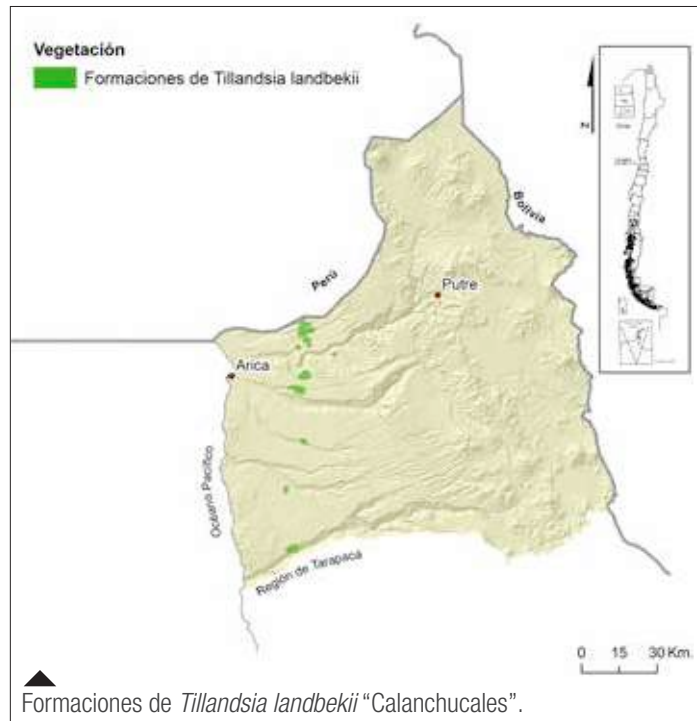 Vegetación
Formaciones de Tillandsia landbekii
N
Bolivia
Perú
Putre
Arica
Océano Pacífico
Región de Tarapacá
0 15 30 Km.
Formaciones de Tillandsia landbekii “Calanchucales”.